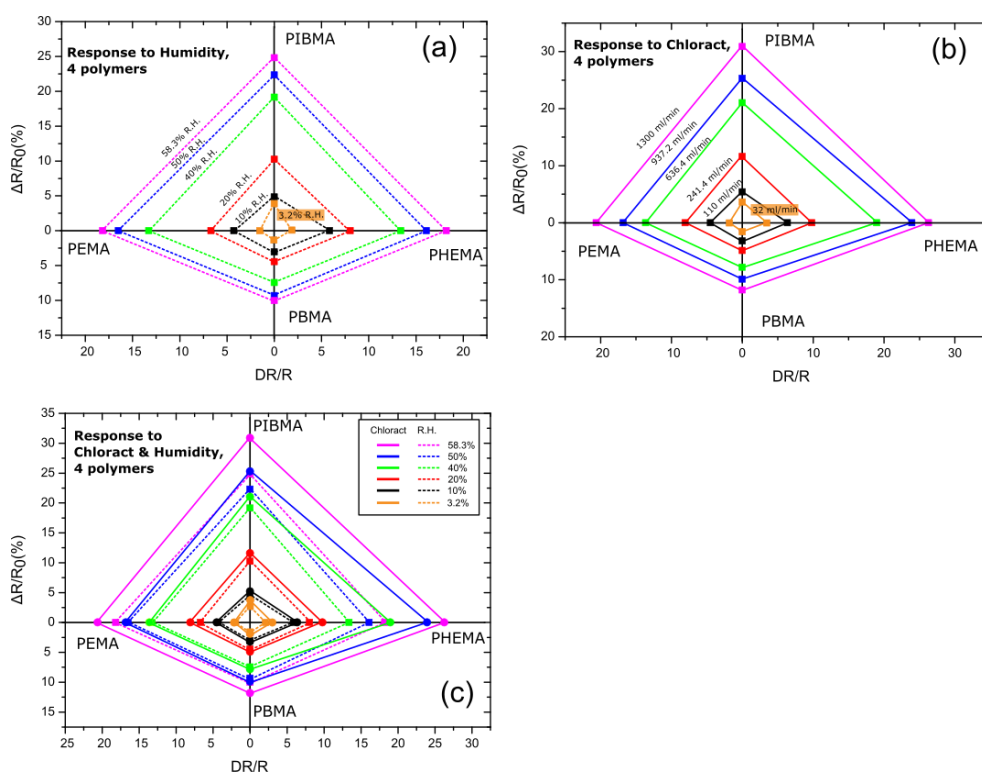 (a)
Response to Humidity,
4 polymers
PIBMA
30
25
20
15
10
5
0
5
10
15
ΔR/R0(%)
58.3% R.H.
50% R.H.
40% R.H.
20% R.H.
10% R.H.
3.2% R.H.
PEMA
PHEMA
PBMA
20 15 10 5 0 5 10 15 20
DR/R
(b)
Response to Chloract,
4 polymers
PIBMA
30
20
10
0
10
20
ΔR/R0(%)
1300 ml/min
937.2 ml/min
636.4 ml/min
241.4 ml/min
110 ml/min
32 ml/min
PEMA
PHEMA
PBMA
20 10 0 10 20 30
DR/R
Response to
Chloract & Humidity,
4 polymers
PIBMA
Chloract R.H.
58.3%
50%
40%
20%
10%
3.2%
35
30
25
20
15
10
5
0
5
10
15
ΔR/R0(%)
PEMA
PHEMA
PBMA
(c)
25 20 15 10 5 0 5 10 15 20 25 30
DR/R